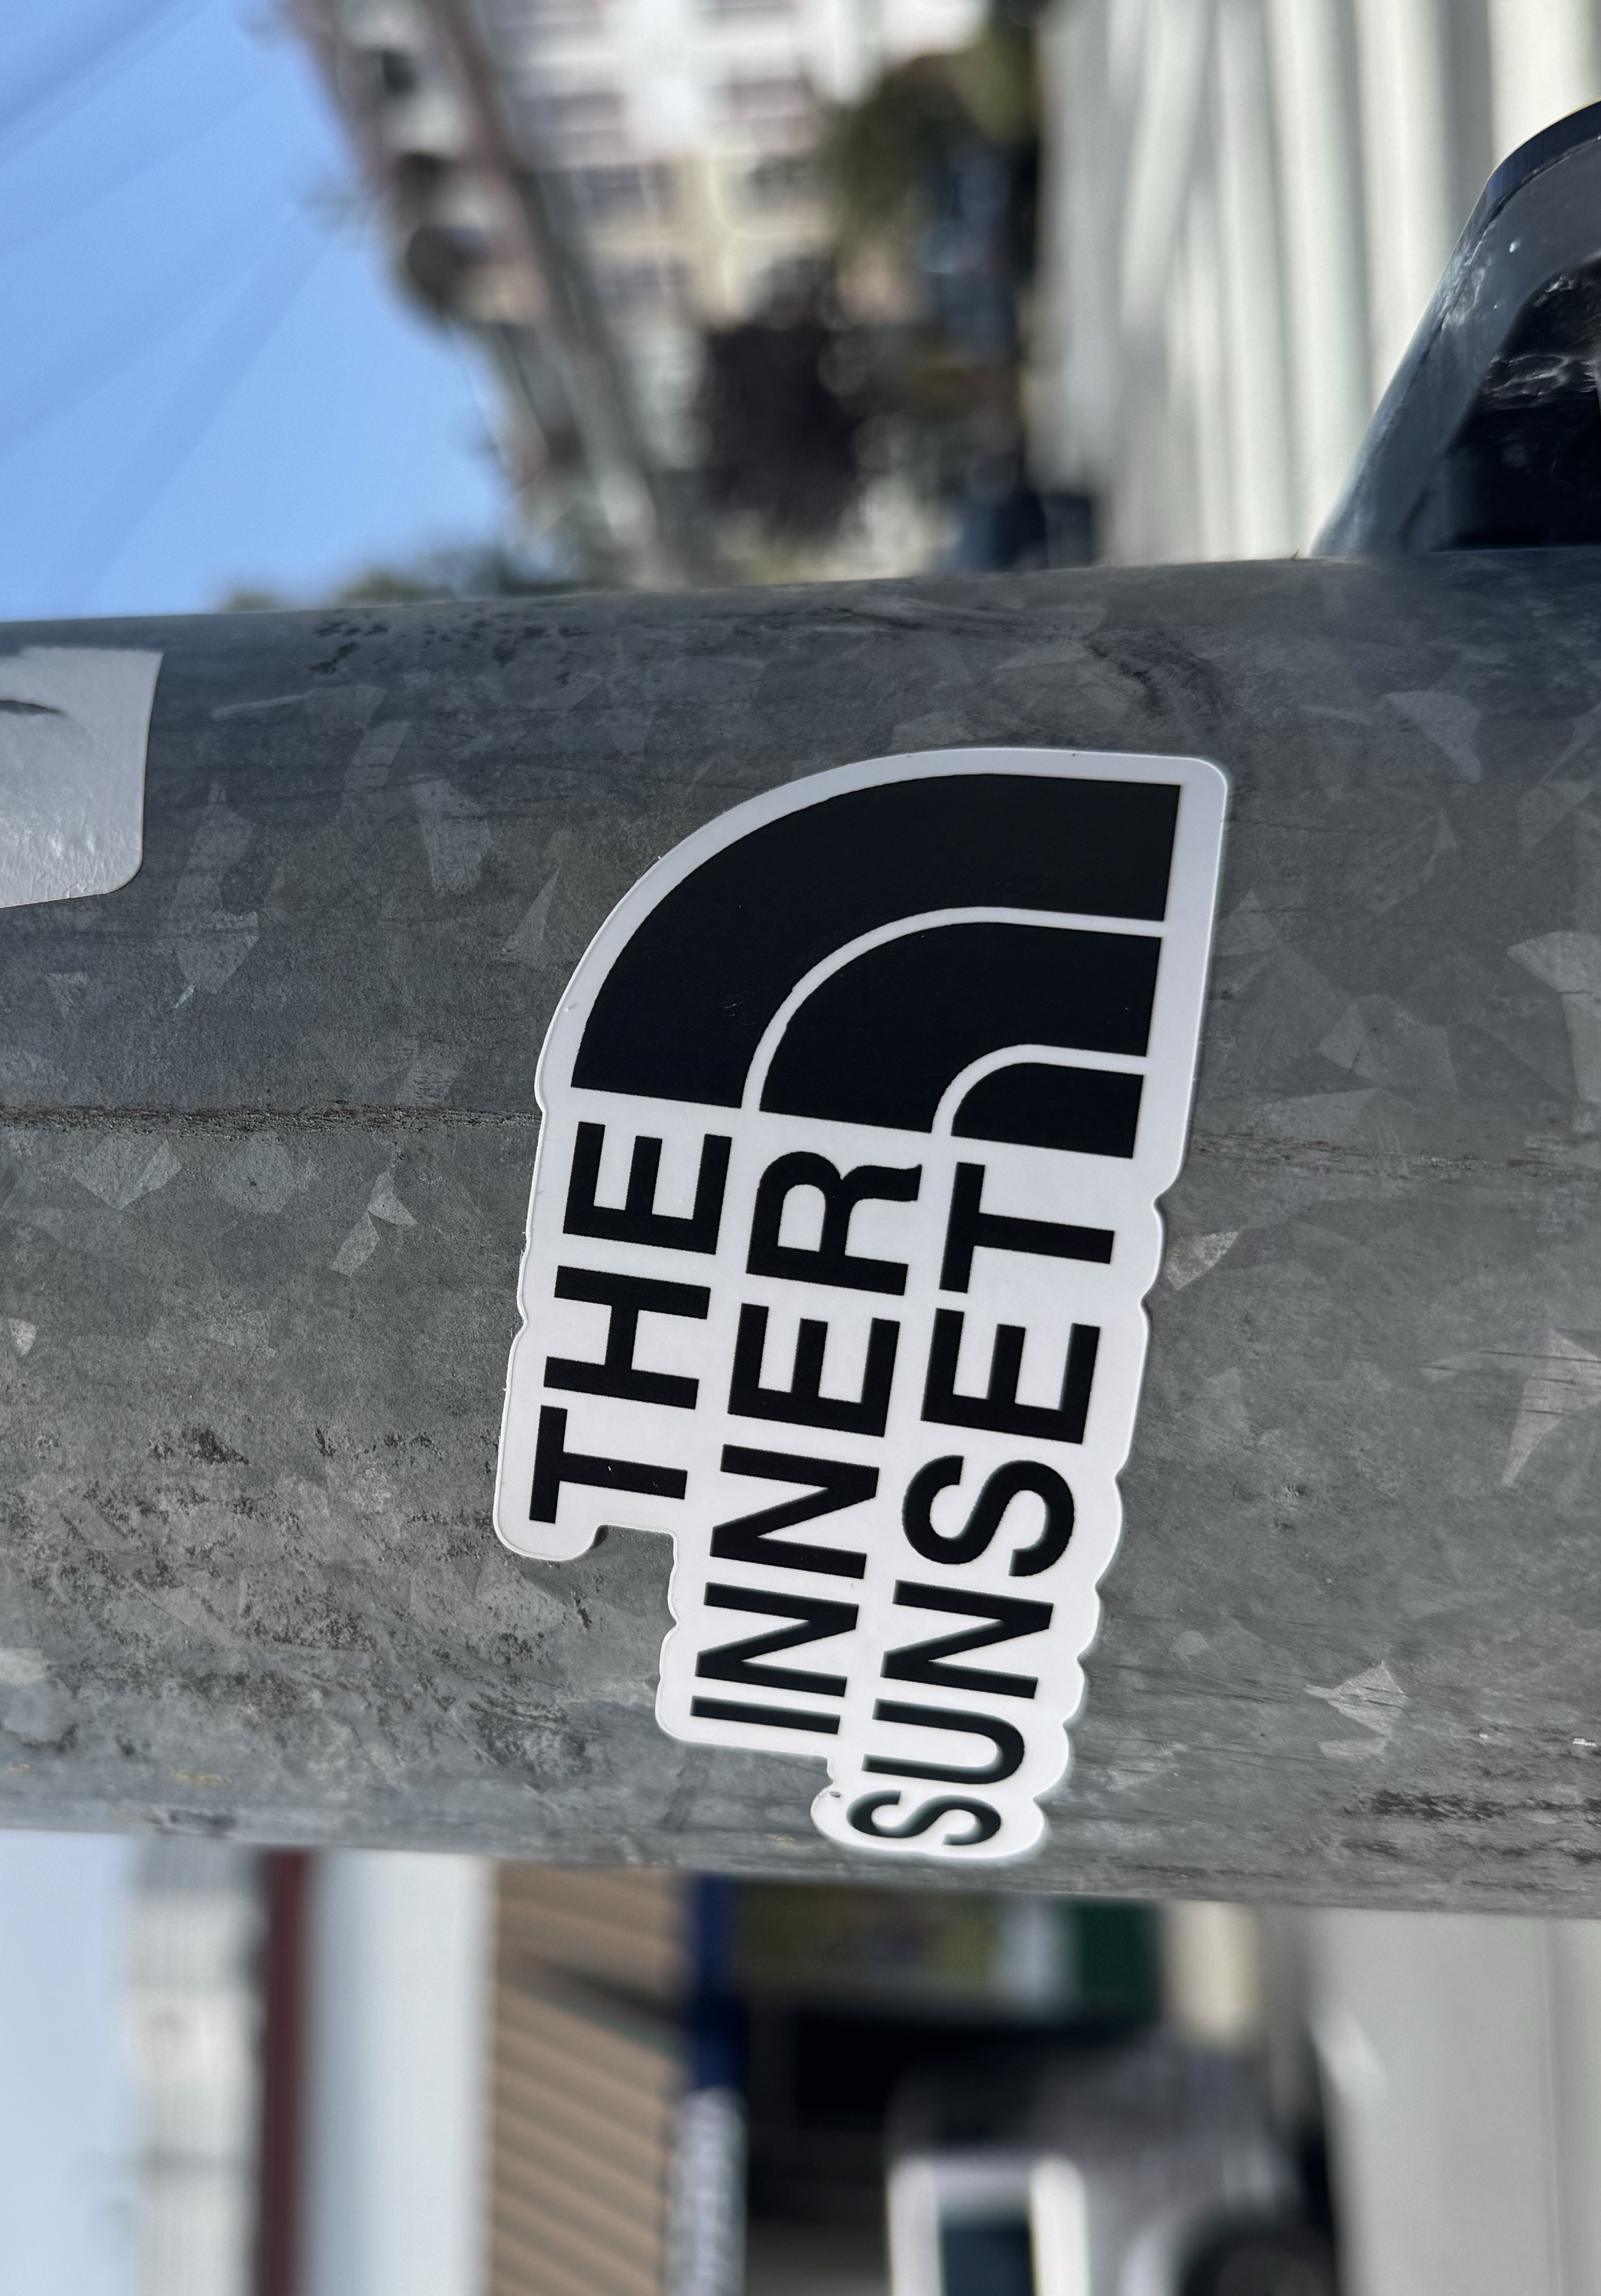 THE
INNER
SUNSET